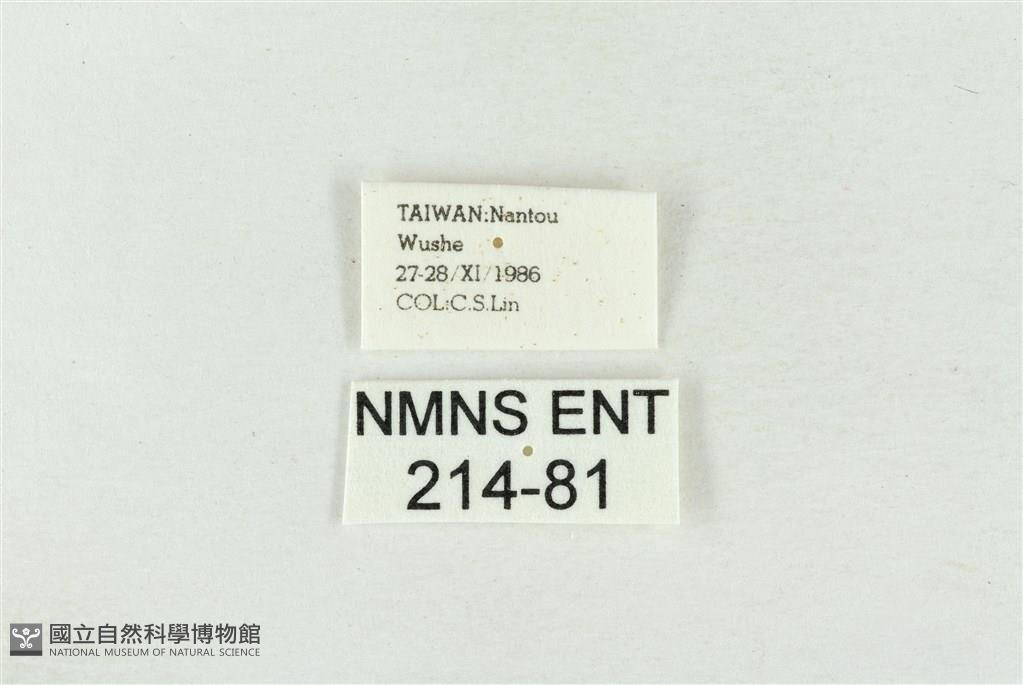 TAIWAN:Nantou
Wushe
27-28/XI/1986
COL:C.S.Lin
NMNS ENT
214-81
國立自然科學博物館
NATIONAL MUSEUM OF NATURAL SCIENCE